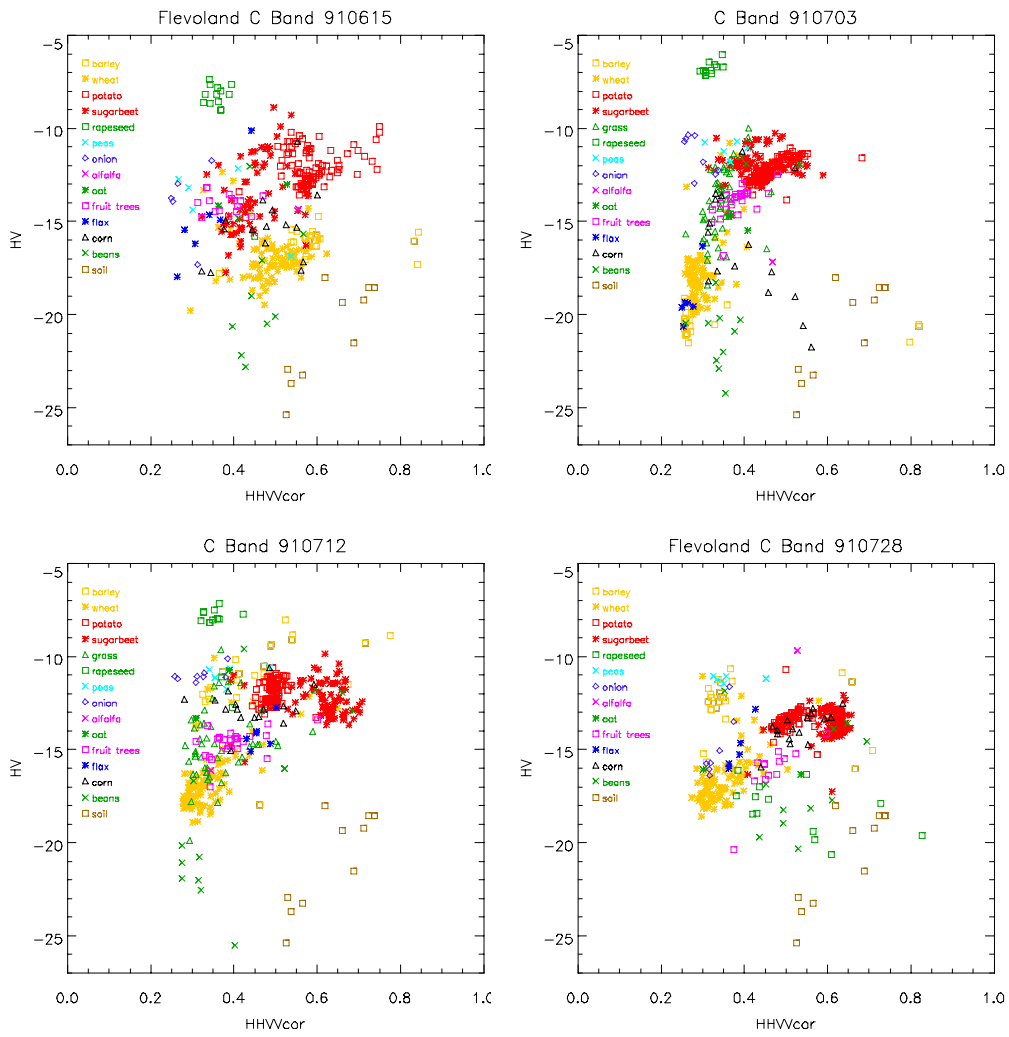 Flevoland C Band 910615
-5
-10
-15
-20
-25
HV
barley
wheat
potato
sugarbeet
rapeseed
peas
onion
alfalfa
oat
fruit trees
flax
corn
beans
soil
0.0 0.2 0.4 0.6 0.8 1.0
HHVVcor
C Band 910703
-5
-10
-15
-20
-25
HV
barley
wheat
potato
sugarbeet
grass
rapeseed
peas
onion
alfalfa
oat
fruit trees
flax
corn
beans
soil
0.0 0.2 0.4 0.6 0.8 1.0
HHVVcor
C Band 910712
-5
-10
-15
-20
-25
HV
barley
wheat
potato
sugarbeet
grass
rapeseed
peas
onion
alfalfa
oat
fruit trees
flax
corn
beans
soil
0.0 0.2 0.4 0.6 0.8 1.0
HHVVcor
Flevoland C Band 910728
-5
-10
-15
-20
-25
HV
barley
wheat
potato
sugarbeet
rapeseed
peas
onion
alfalfa
oat
fruit trees
flax
corn
beans
soil
0.0 0.2 0.4 0.6 0.8 1.0
HHVVcor